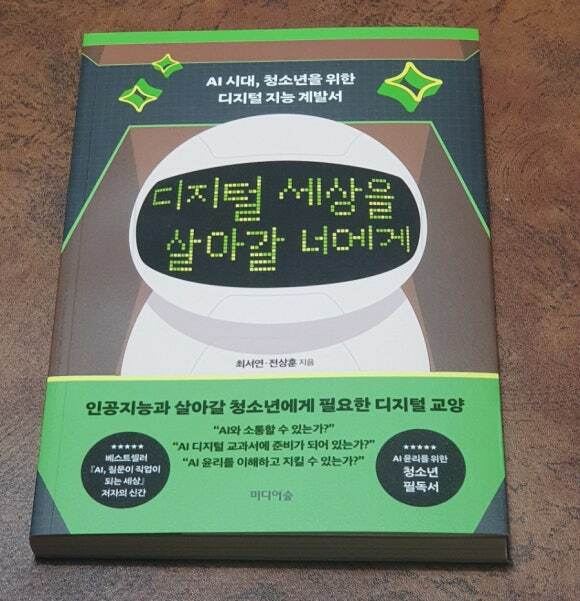 AI 시대, 청소년을 위한
디지털 지능 계발서
디지털 세상을
살아갈 너에게
최서연·전상훈 지음
인공지능과 살아갈 청소년에게 필요한 디지털 교양
“AI와 소통할 수 있는가?”
“AI 디지털 교과서에 준비가 되어 있는가?”
“AI 윤리를 이해하고 지킬 수 있는가?”
★★★★★
베스트셀러
『AI, 질문이 직업이
되는 세상』
저자의 신간
★★★★★
AI 윤리를 위한
청소년
필독서
미디어숲